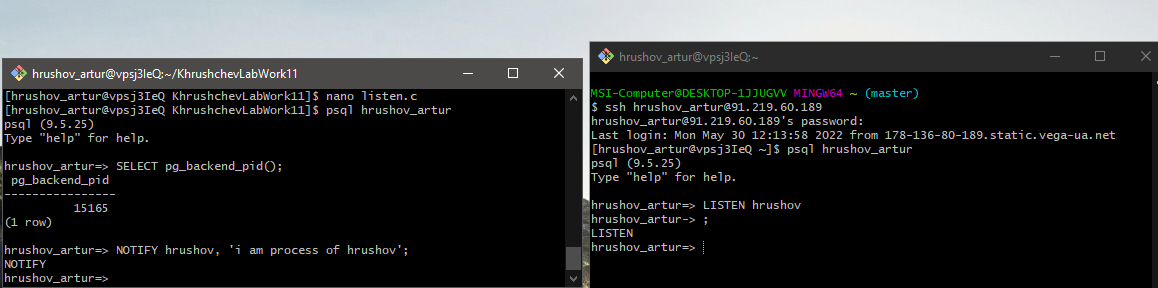 hrushov_artur@vpsj3IeQ:~/KhrushchevLabWork11
[hrushov_artur@vpsj3IeQ KhrushchevLabWork11]$ nano listen.c
[hrushov_artur@vpsj3IeQ KhrushchevLabWork11]$ psql hrushov_artur
psql (9.5.25)
Type "help" for help.
hrushov_artur=> SELECT pg_backend_pid();
pg_backend_pid
----------------
15165
(1 row)
hrushov_artur=> NOTIFY hrushov, 'i am process of hrushov';
NOTIFY
hrushov_artur=>
hrushov_artur@vpsj3IeQ:~
MSI-Computer@DESKTOP-1JJUGVV MINGW64 ~ (master)
$ ssh hrushov_artur@91.219.60.189
hrushov_artur@91.219.60.189's password:
Last login: Mon May 30 12:13:58 2022 from 178-136-80-189.static.vega-ua.net
[hrushov_artur@vpsj3IeQ ~]$ psql hrushov_artur
psql (9.5.25)
Type "help" for help.
hrushov_artur=> LISTEN hrushov
hrushov_artur-> ;
LISTEN
hrushov_artur=>